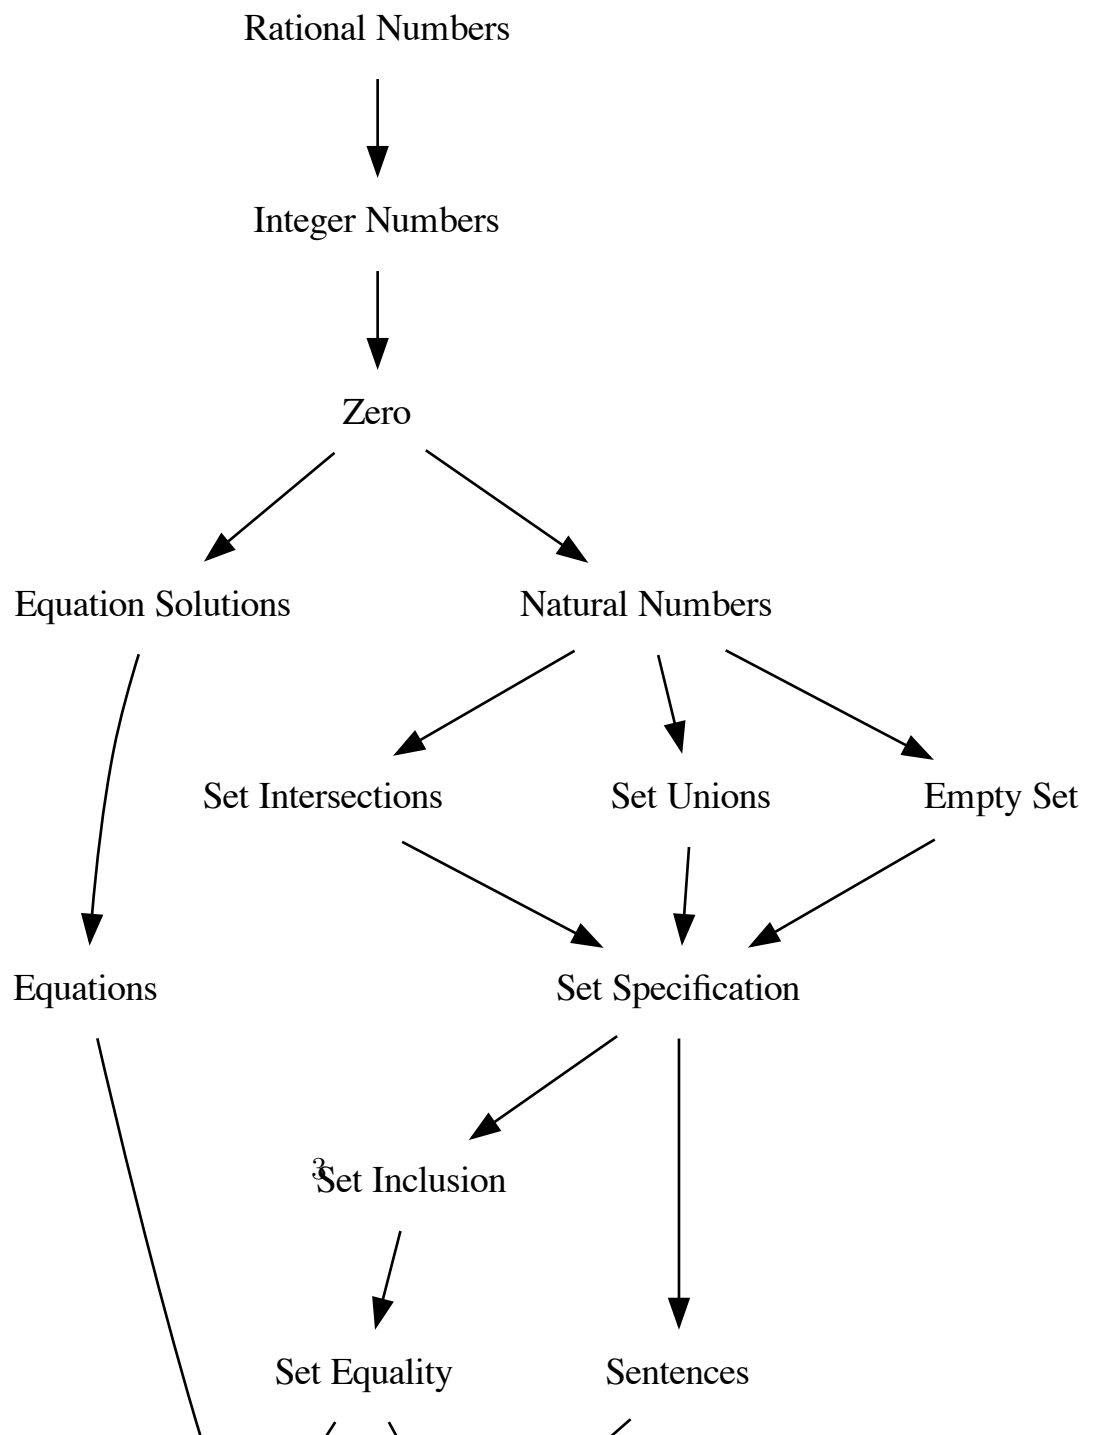 Rational Numbers
Integer Numbers
Zero
Equation Solutions
Natural Numbers
Set Intersections
Set Unions
Empty Set
Equations
Set Specification
3
Set Inclusion
Set Equality
Sentences